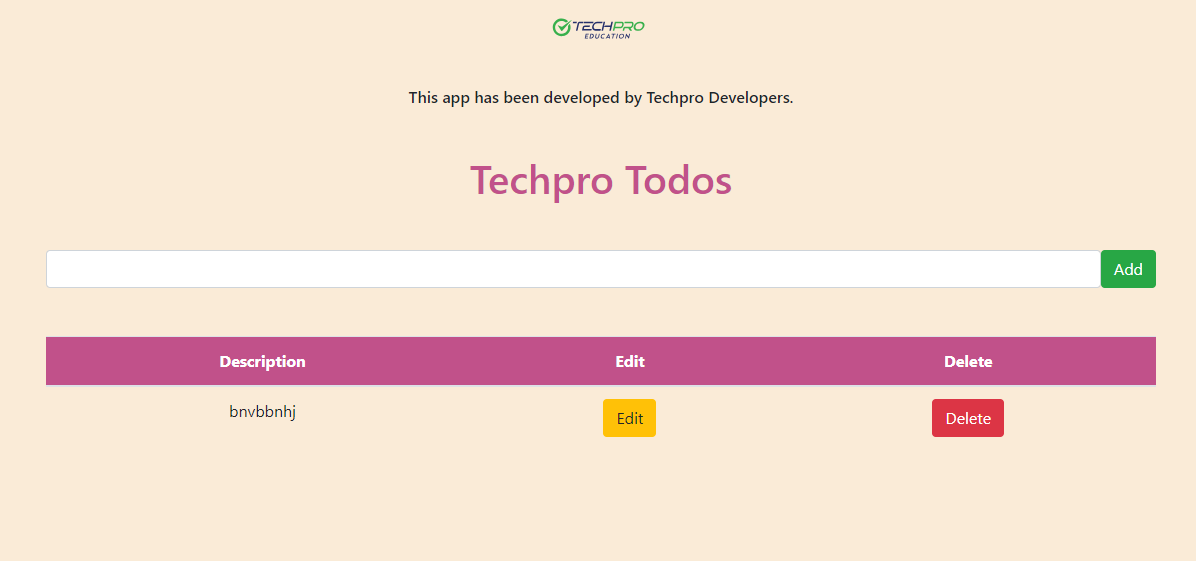 TECHPRO
EDUCATION
This app has been developed by Techpro Developers.
Techpro Todos
Add
Description Edit Delete
bnvbbnhj Edit Delete